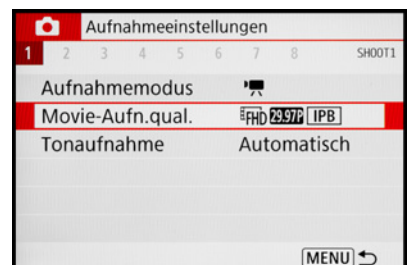 Aufnahmeeinstellungen
1 2 3 4 5 6 7 8 SHOOT1
Aufnahmemodus
Movie-Aufn.qual. FHD 29.97P IPB
Tonaufnahme Automatisch
MENU